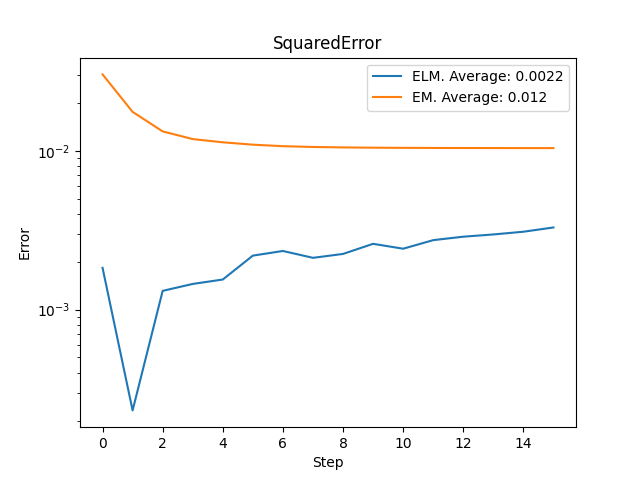 SquaredError
ELM. Average: 0.0022
EM. Average: 0.012
Error
10⁻²
10⁻³
0 2 4 6 8 10 12 14
Step